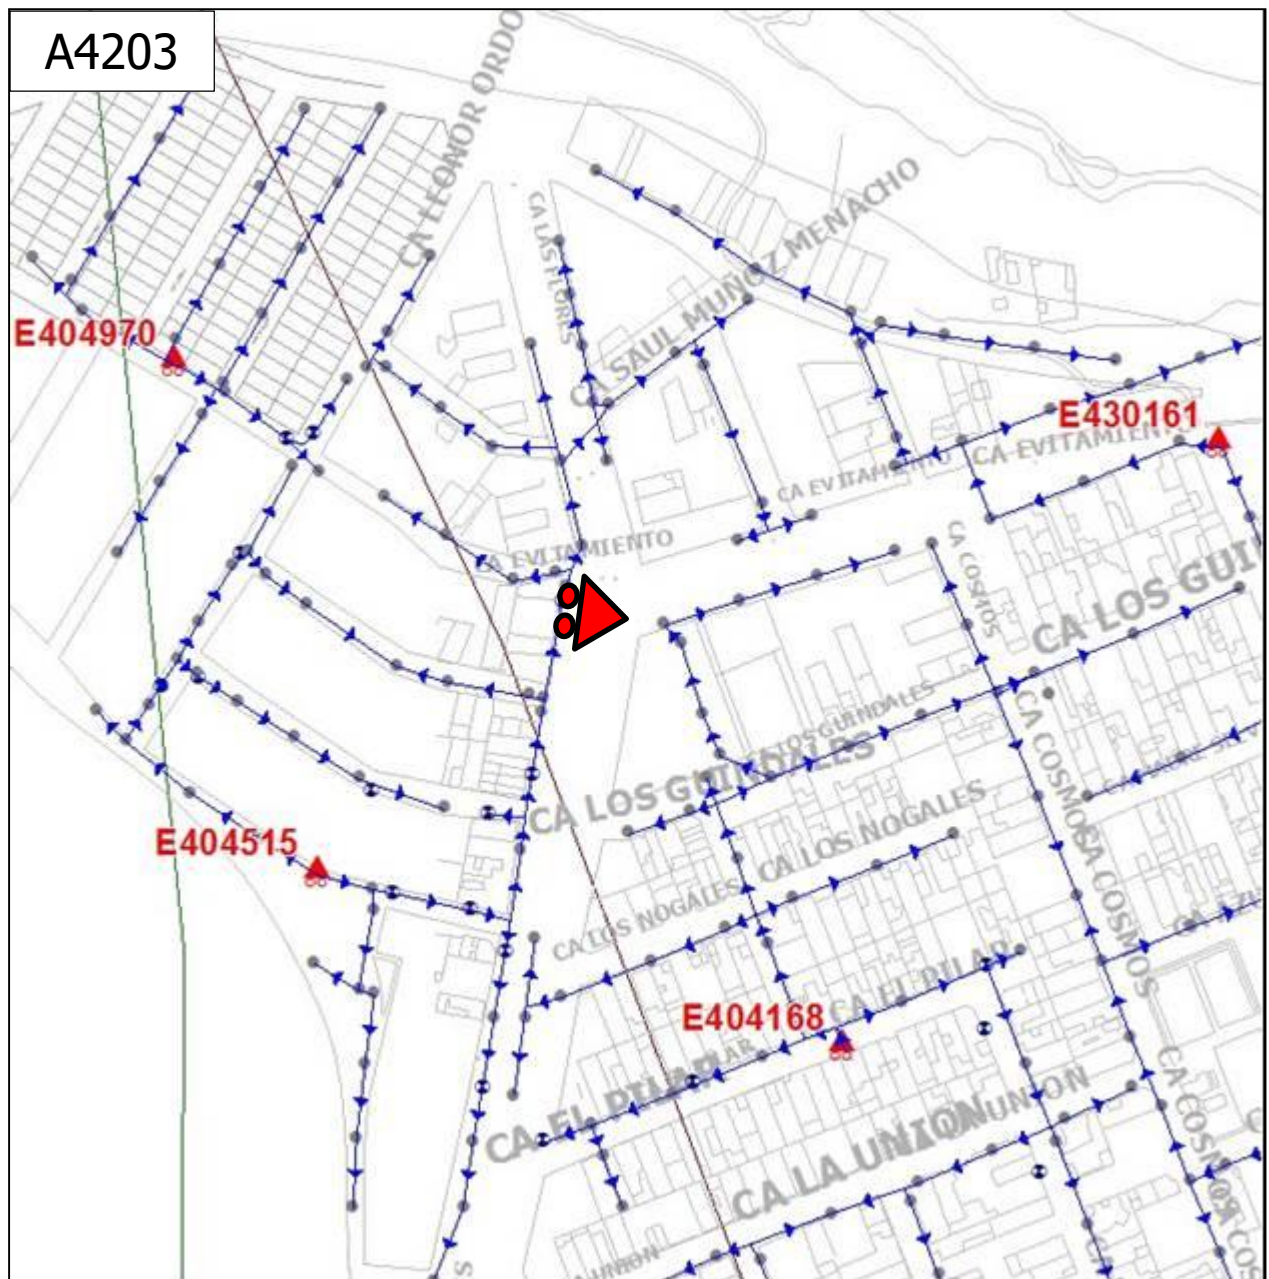 A4203
CA LEONOR ORDO
CA LAS FLORES
CA SAUL MUÑOZ MENACHO
E404970
E430161
CA EVITAMIENTO
CA EVITAMIENTO
CA EVITAMIENTO
CA COSMOS
CA LOS GUI
CA LOS GUINDALES
CA LOS GUINDALES
CA COSMOS
CA LOS NOGALES
E404515
CA LOS NOGALES
CA COSMOS
CA EL PILAR
E404168
CA EL PILAR
CA LA UNION
CA COSMOS
UNION
S